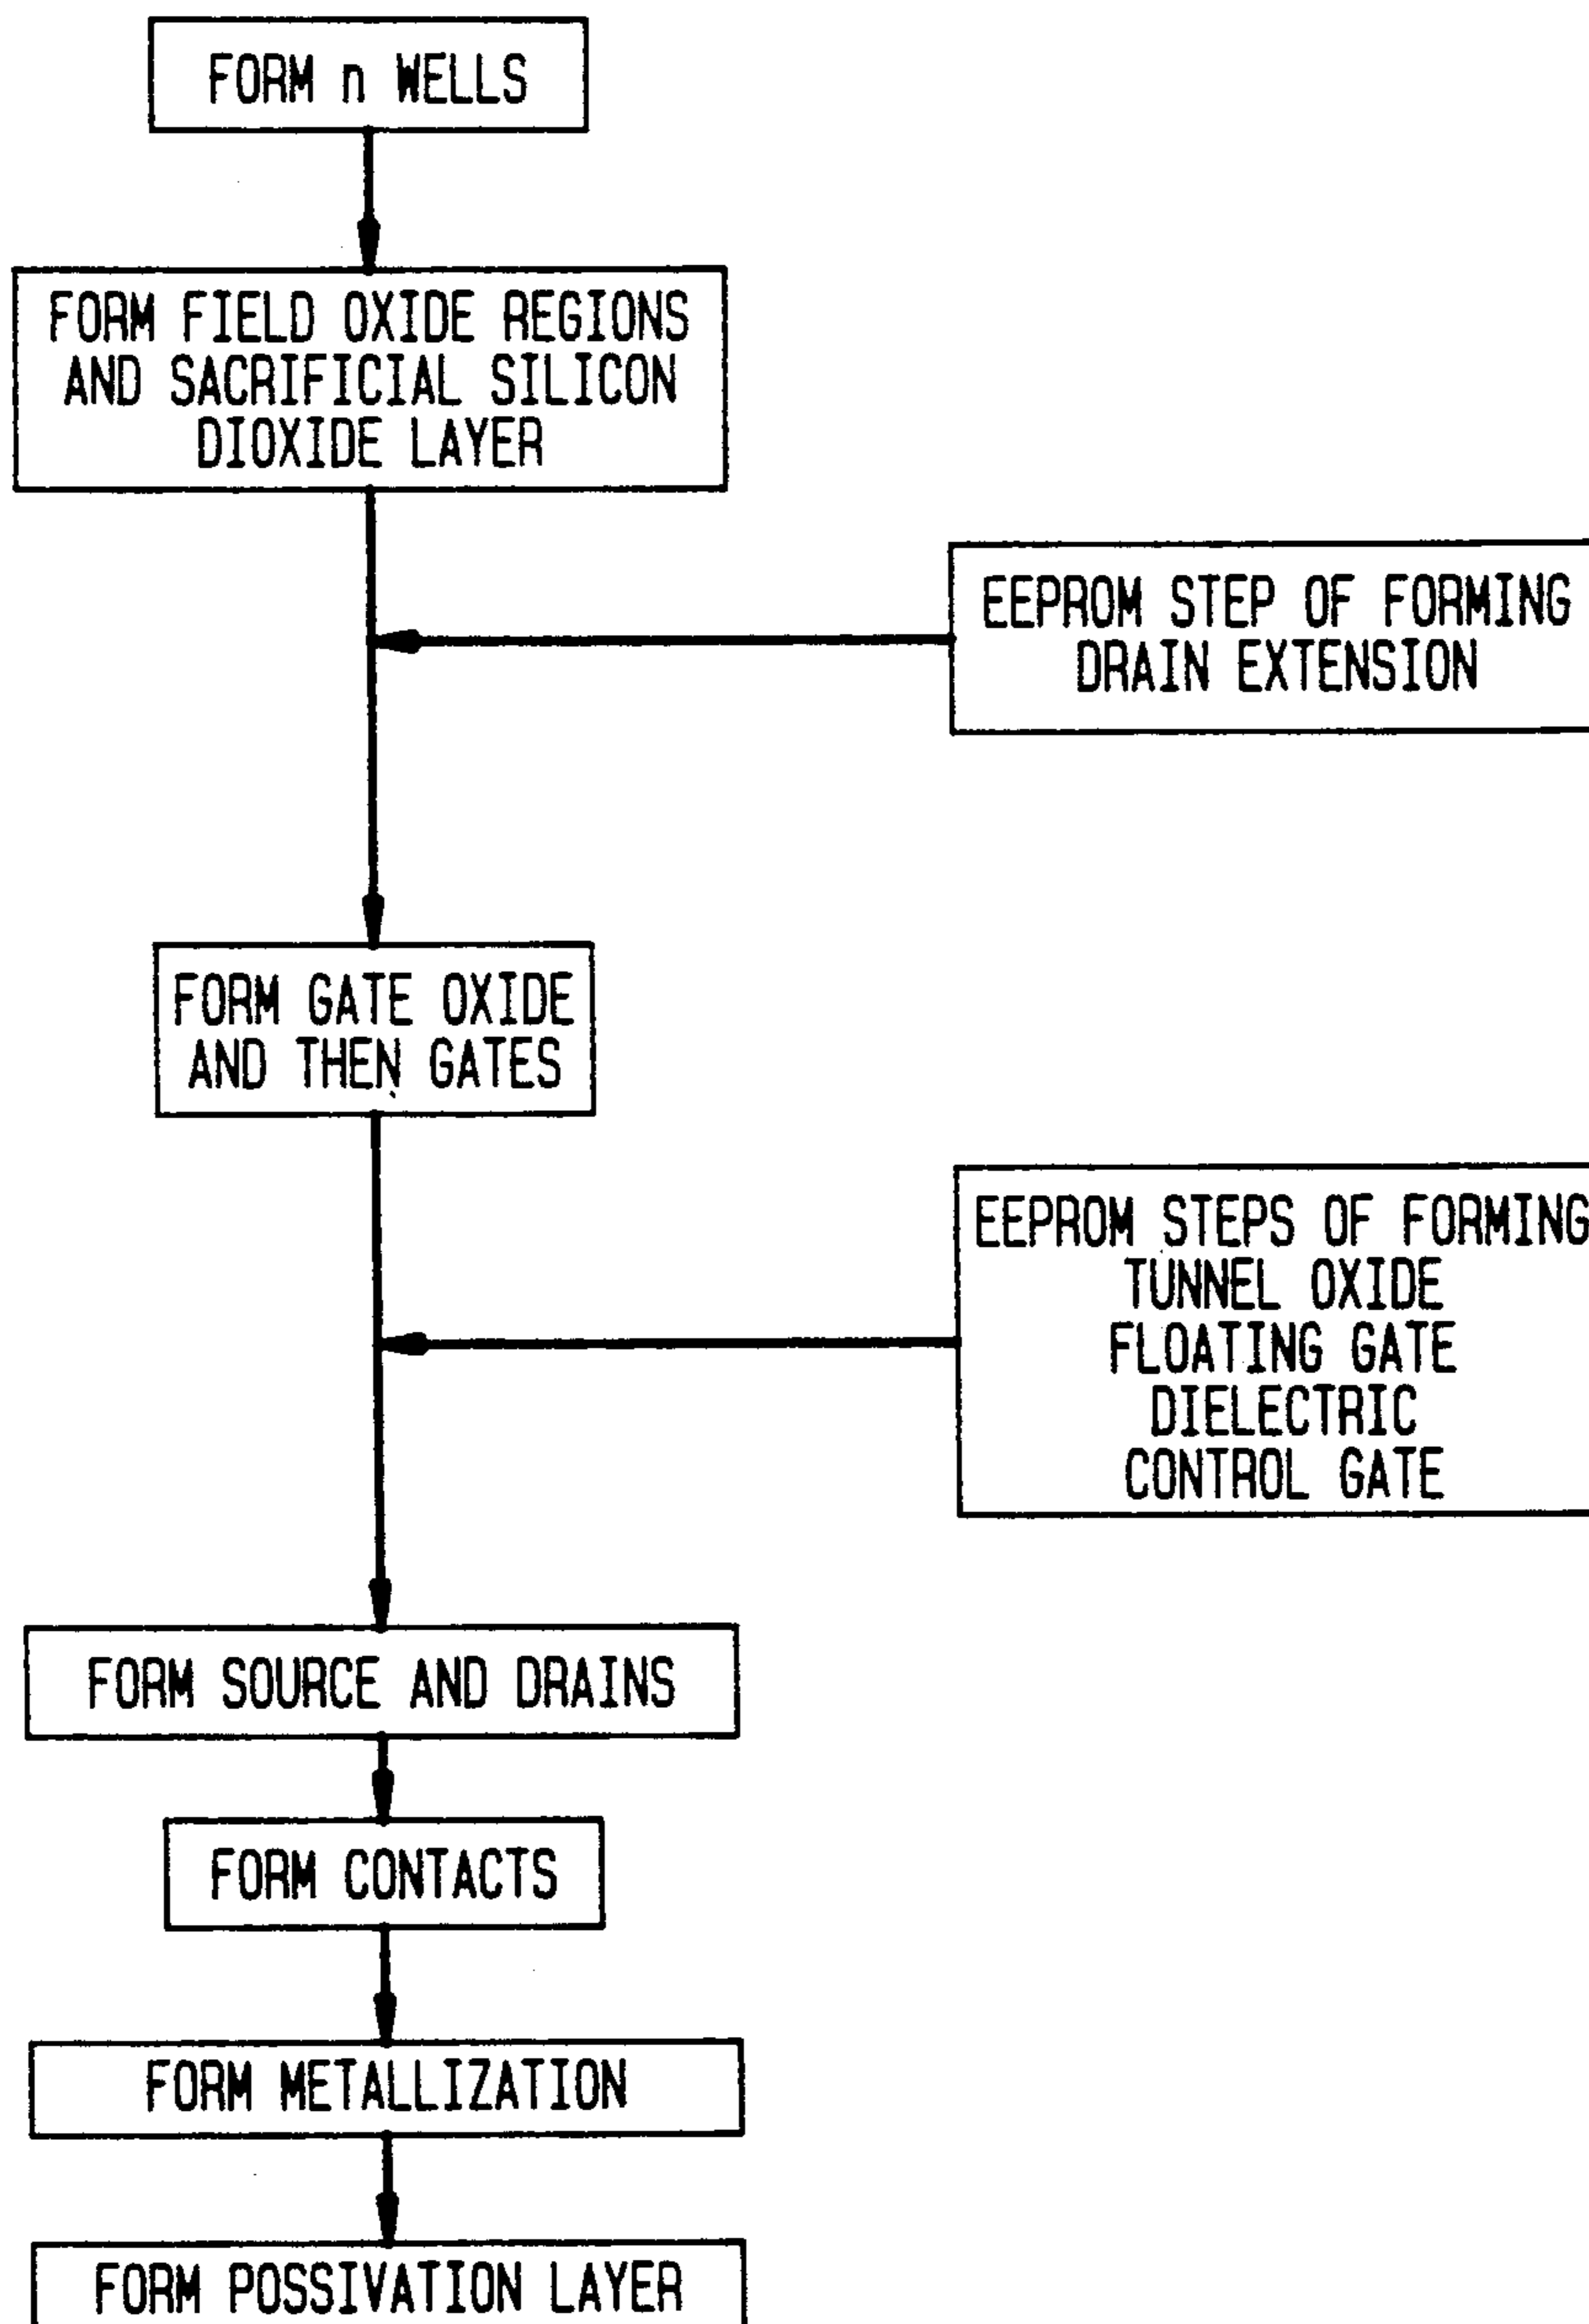 FORM n WELLS
FORM FIELD OXIDE REGIONS
AND SACRIFICIAL SILICON
DIOXIDE LAYER
EEPROM STEP OF FORMING
DRAIN EXTENSION
FORM GATE OXIDE
AND THEN GATES
EEPROM STEPS OF FORMING
TUNNEL OXIDE
FLOATING GATE
DIELECTRIC
CONTROL GATE
FORM SOURCE AND DRAINS
FORM CONTACTS
FORM METALLIZATION
FORM POSSIVATION LAYER